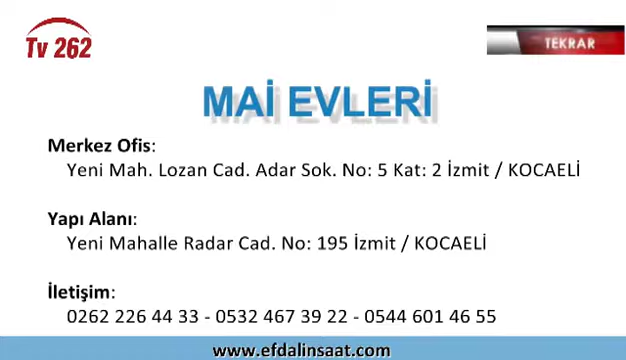 Tv 262
TEKRAR
MAİ EVLERİ
Merkez Ofis:
Yeni Mah. Lozan Cad. Adar Sok. No: 5 Kat: 2 İzmit / KOCAELİ
Yapı Alanı:
Yeni Mahalle Radar Cad. No: 195 İzmit / KOCAELİ
İletişim:
0262 226 44 33 - 0532 467 39 22 - 0544 601 46 55
www.efdalinsaat.com